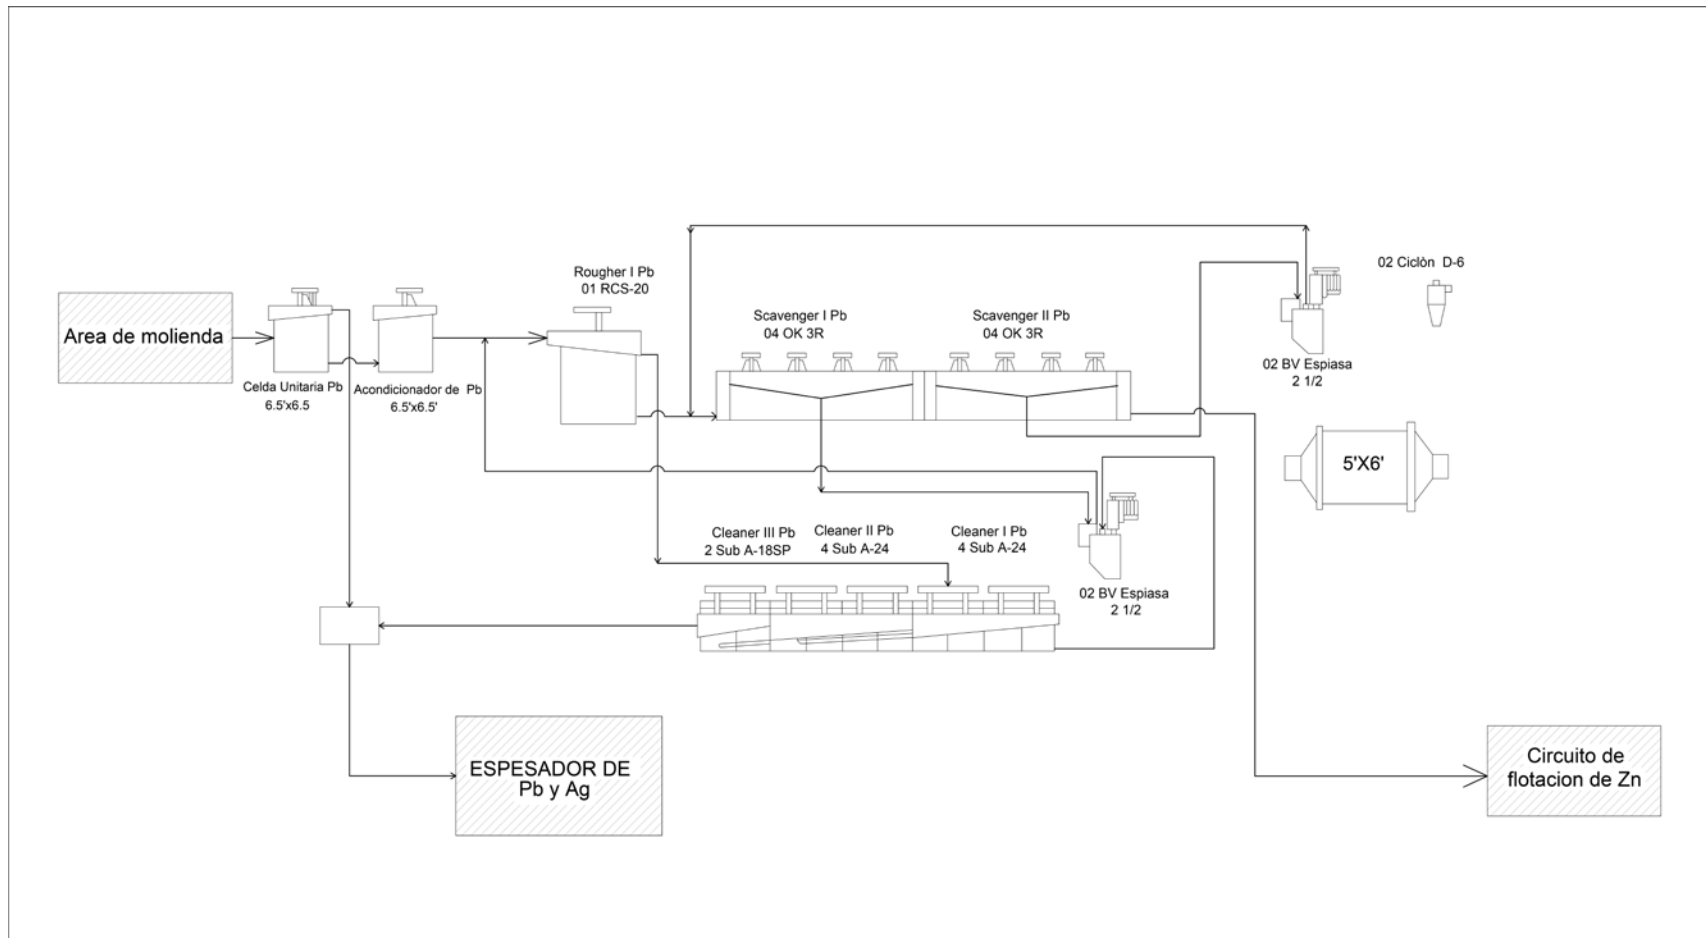 Area de molienda
Celda Unitaria Pb
6.5'x6.5
Acondicionador de Pb
6.5'x6.5'
Rougher I Pb
01 RCS-20
Scavenger I Pb
04 OK 3R
Scavenger II Pb
04 OK 3R
02 BV Espiasa
2 1/2
02 Ciclòn D-6
5'X6'
Cleaner III Pb
2 Sub A-18SP
Cleaner II Pb
4 Sub A-24
Cleaner I Pb
4 Sub A-24
02 BV Espiasa
2 1/2
ESPESADOR DE
Pb y Ag
Circuito de
flotacion de Zn